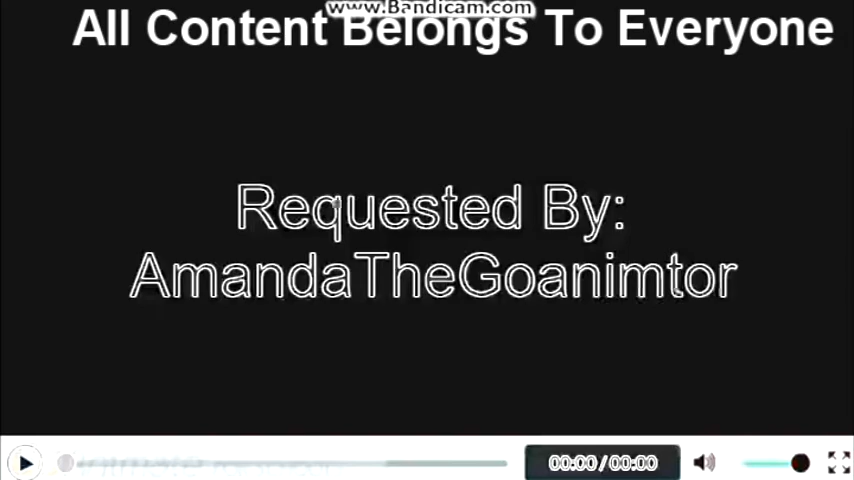 www.Bandicam.com
All Content Belongs To Everyone
Requested By:
AmandaTheGoanimtor
00:00/00:00